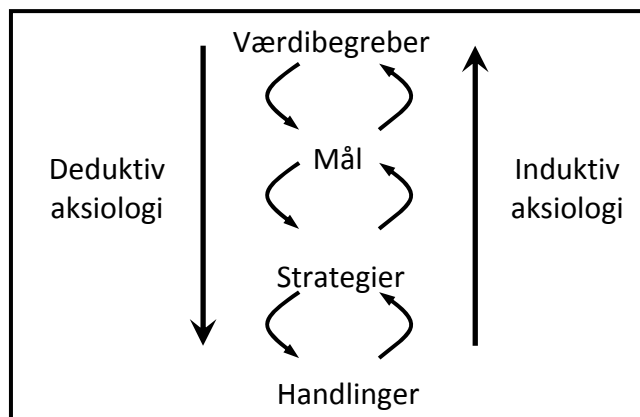 Værdibegreber
Mål
Deduktiv
aksiologi
Induktiv
aksiologi
Strategier
Handlinger